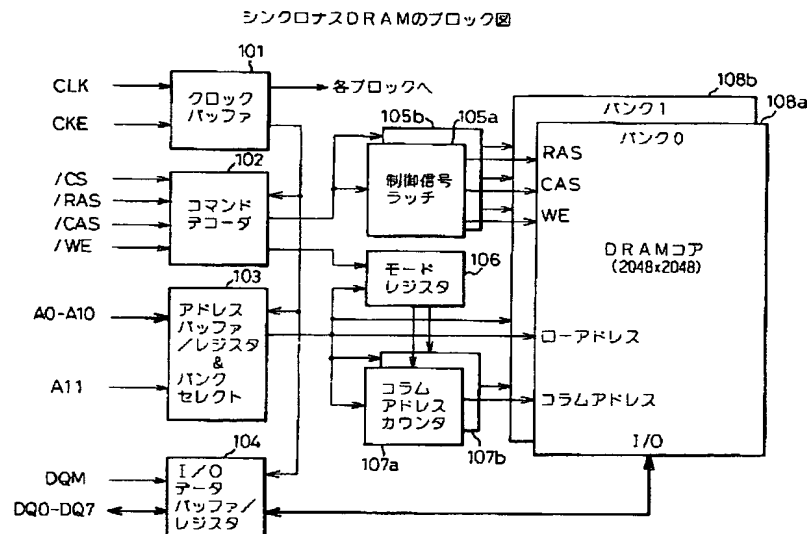 シンクロナスDRAMのブロック図
101
CLK
CKE
クロック
バッファ
各ブロックへ
102
/CS
/RAS
/CAS
/WE
コマンド
デコーダ
103
A0-A10
A11
アドレス
バッファ
/レジスタ
&
バンク
セレクト
104
DQM
DQ0-DQ7
I/O
データ
バッファ/
レジスタ
105b
105a
制御信号
ラッチ
106
モード
レジスタ
コラム
アドレス
カウンタ
107a
107b
108b
108a
バンク1
バンク0
RAS
CAS
WE
DRAMコア
(2048x2048)
ローアドレス
コラムアドレス
I/O